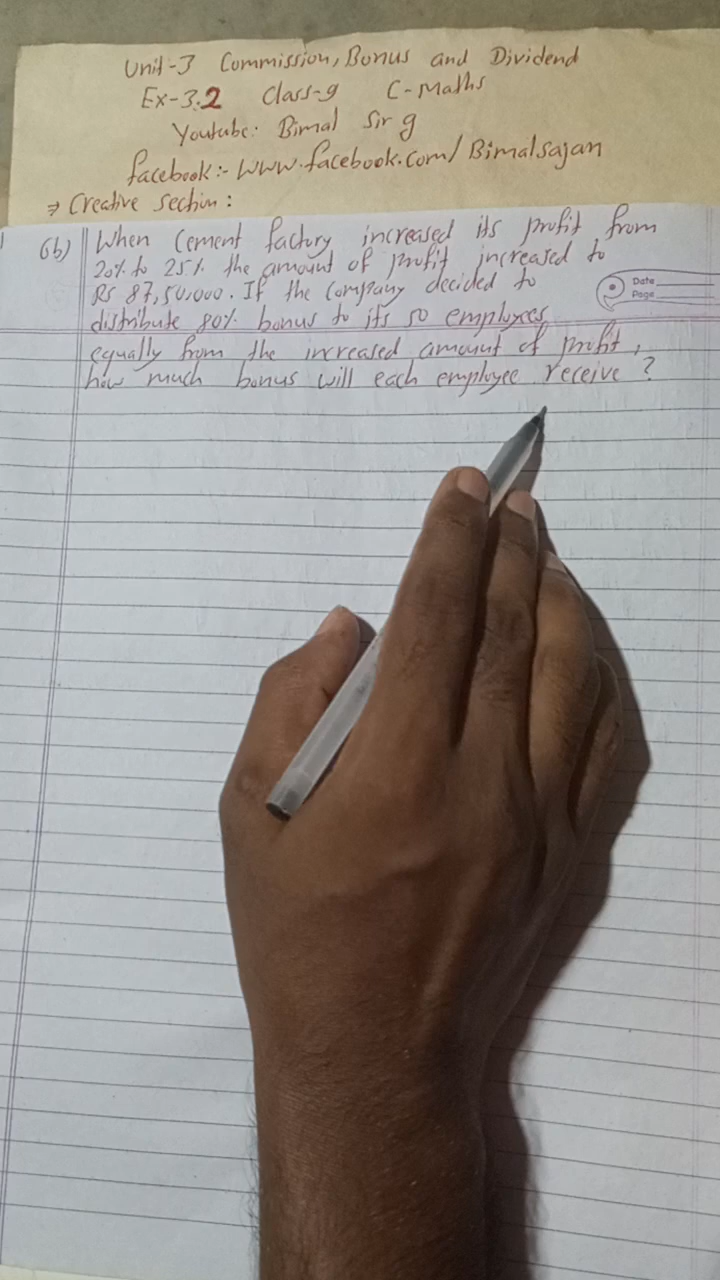 Unit-3 Commission, Bonus and Dividend
Ex-3.2 Class-9 C-Maths
Youtube: Bimal Sir g
facebook:- www.facebook.com/Bimalsajan
⇒ Creative section:
6b) When Cement factory increased its profit from
20% to 25% the amount of profit increased to
RS 87,50,000. If the Company decided to
Date
Page
distribute 80% bonus to its 50 employees
equally from the increased amount of profit,
how much bonus will each employee receive?